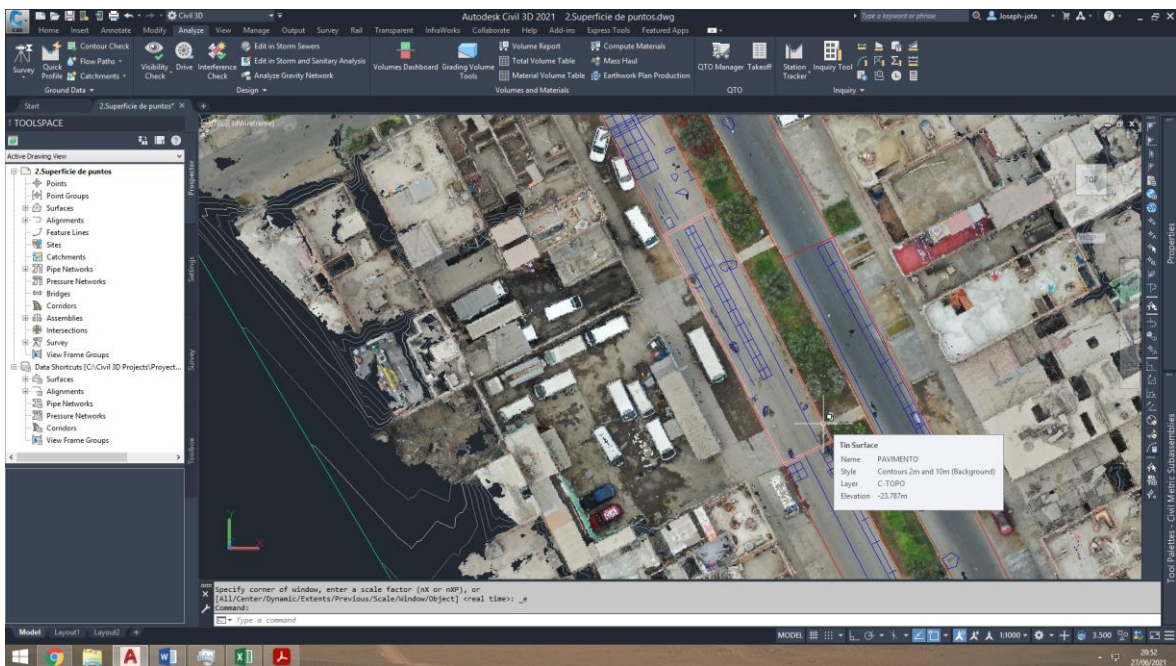 Civil 3D
Autodesk Civil 3D 2021 2.Superficie de puntos.dwg
Type a keyword or phrase
Joseph-jota
Home Insert Annotate Modify Analyze View Manage Output Survey Rail Transparent InfraWorks Collaborate Help Add-ins Express Tools Featured Apps
Survey
Quick Profile
Contour Check
Flow Paths
Catchments
Ground Data
Visibility Check
Drive
Interference Check
Edit in Storm Sewers
Edit in Storm and Sanitary Analysis
Analyze Gravity Network
Design
Volumes Dashboard
Grading Volume Tools
Volume Report
Total Volume Table
Material Volume Table
Compute Materials
Mass Haul
Earthwork Plan Production
Volumes and Materials
QTO Manager
Takeoff
QTO
Station Tracker
Inquiry Tool
Inquiry
Start
2.Superficie de puntos*
TOOLSPACE
Active Drawing View
2.Superficie de puntos
Points
Point Groups
Surfaces
Alignments
Feature Lines
Sites
Catchments
Pipe Networks
Pressure Networks
Bridges
Corridors
Assemblies
Intersections
Survey
View Frame Groups
Data Shortcuts [C:\Civil 3D Projects\Proyect...
Surfaces
Alignments
Pipe Networks
Pressure Networks
Corridors
View Frame Groups
Prospector
Settings
Survey
Toolbox
TOP
Properties
Tool Palettes - Civil Metric Subassemblies
Tin Surface
Name PAVIMENTO
Style Contours 2m and 10m (Background)
Layer C-TOPO
Elevation -23.787m
Specify corner of window, enter a scale factor (nX or nXP), or
[All/Center/Dynamic/Extents/Previous/Scale/Window/Object] <real time>: _e
Command:
Type a command
Model Layout1 Layout2 +
MODEL
1:1000
3.500
20:52
27/06/2021